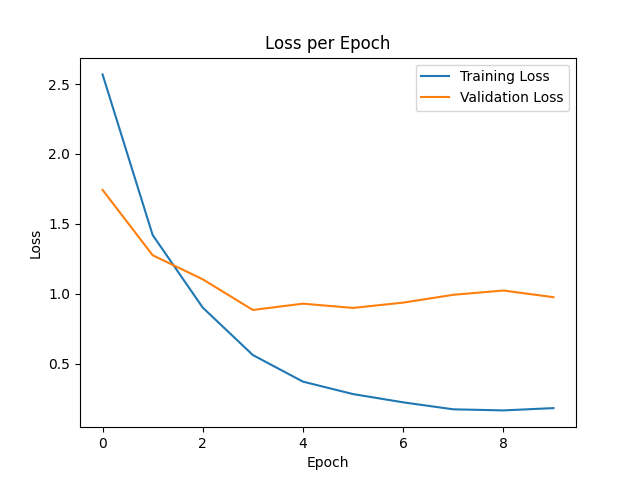 Loss per Epoch
Training Loss
Validation Loss
Loss
2.5
2.0
1.5
1.0
0.5
0 2 4 6 8
Epoch